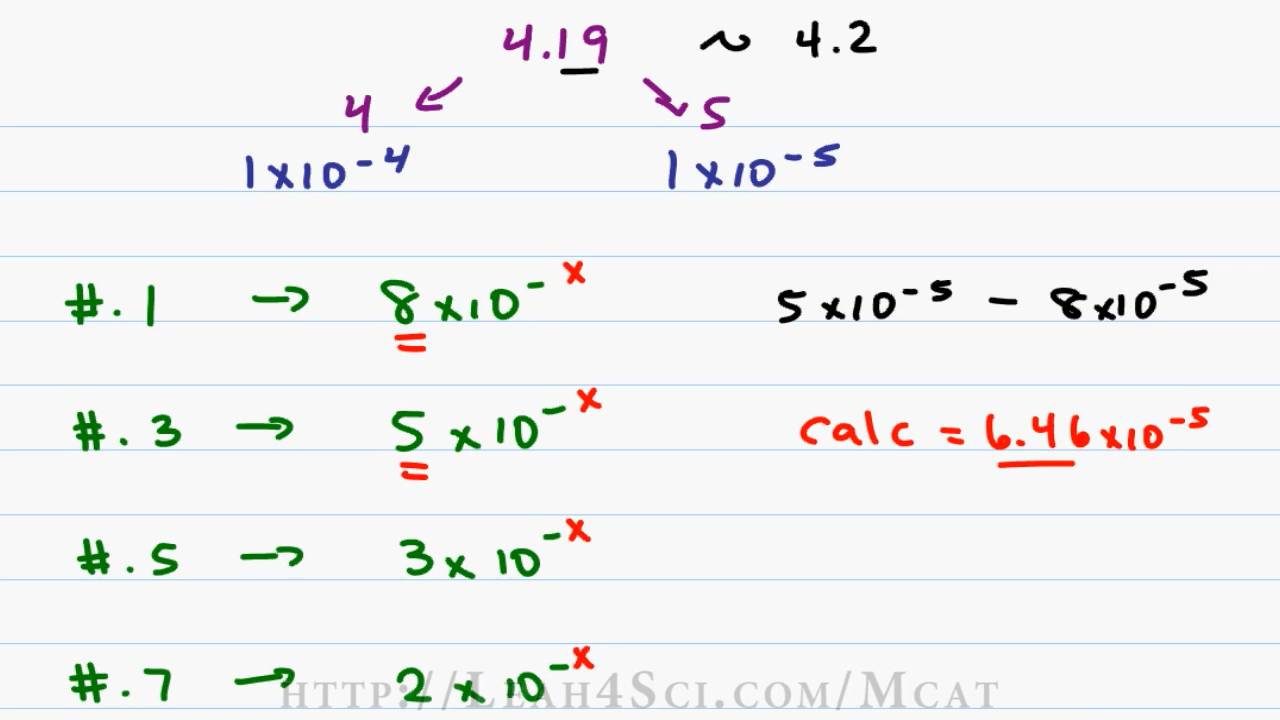 4.19 ~ 4.2
4 5
1x10⁻⁴ 1x10⁻⁵
#.1 → 8x10⁻ˣ 5x10⁻⁵ - 8x10⁻⁵
#.3 → 5x10⁻ˣ calc = 6.46x10⁻⁵
#.5 → 3x10⁻ˣ
#.7 → 2x10⁻ˣ
HTTP://LEAH4SCI.COM/MCAT